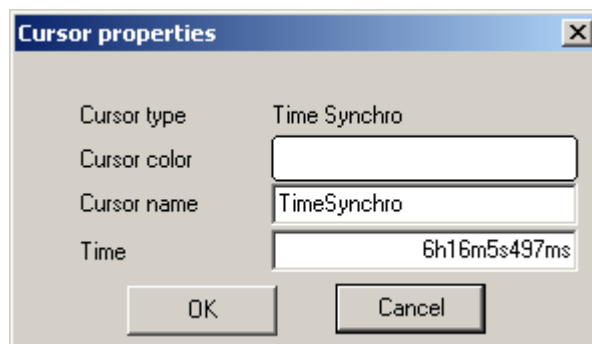 Cursor properties
Cursor type Time Synchro
Cursor color
Cursor name TimeSynchro
Time 6h16m5s497ms
OK Cancel